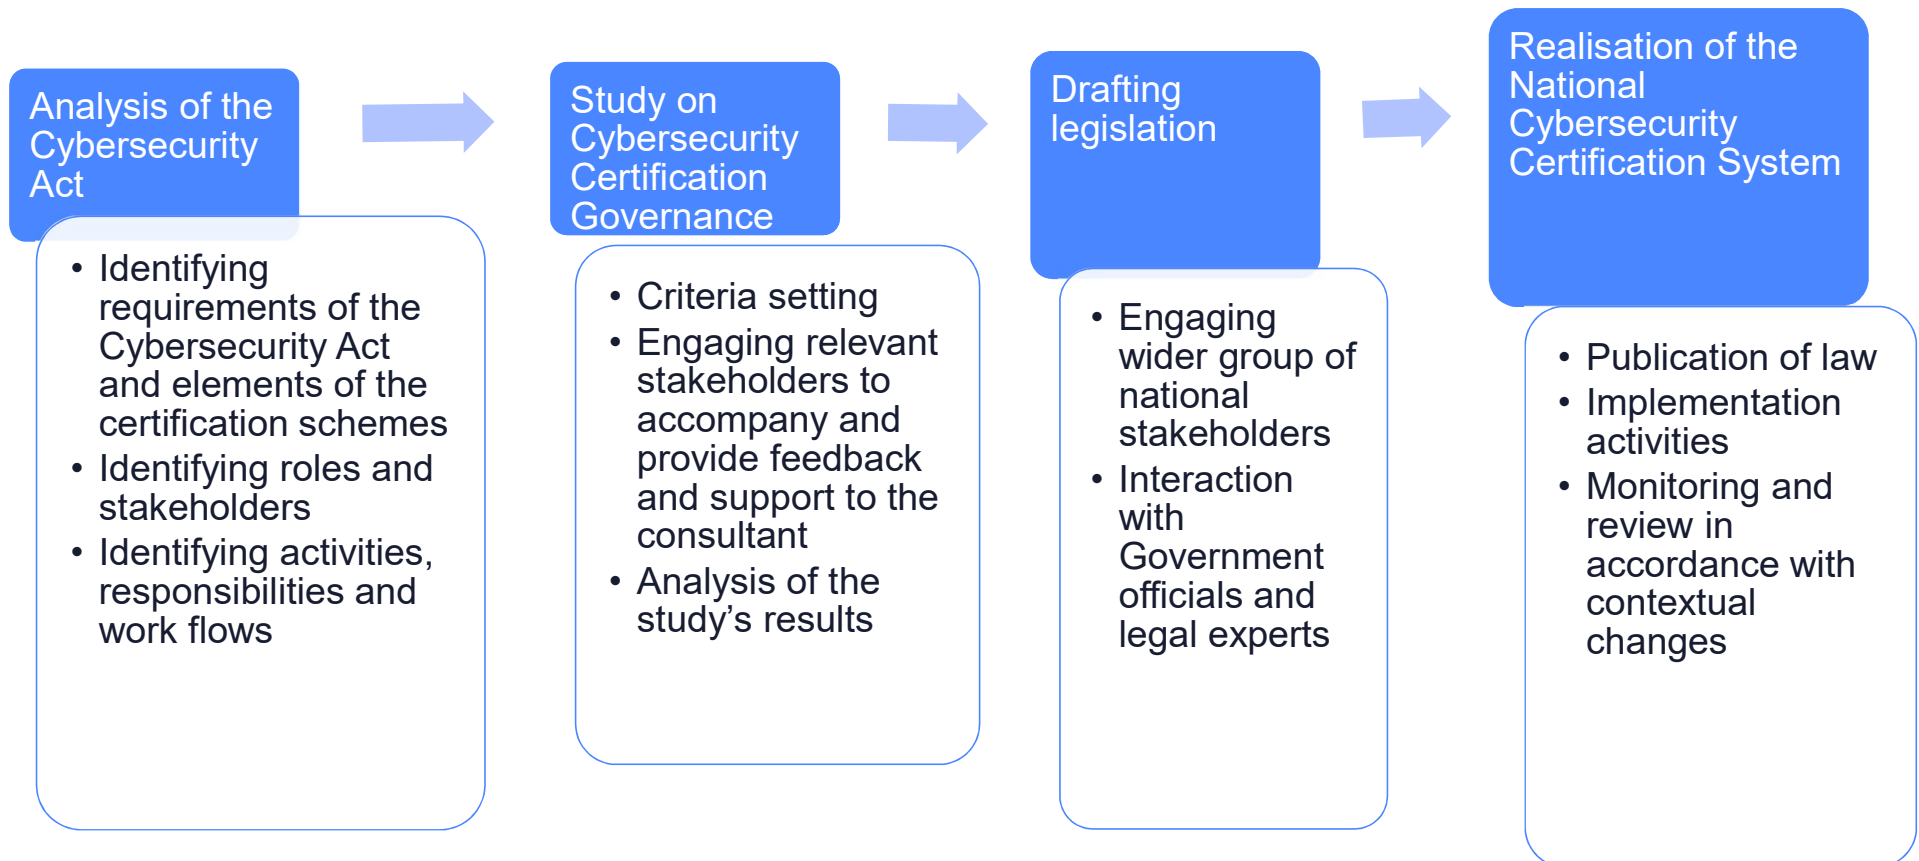 Analysis of the
Cybersecurity
Act
• Identifying
requirements of the
Cybersecurity Act
and elements of the
certification schemes
• Identifying roles and
stakeholders
• Identifying activities,
responsibilities and
work flows
Study on
Cybersecurity
Certification
Governance
• Criteria setting
• Engaging relevant
stakeholders to
accompany and
provide feedback
and support to the
consultant
• Analysis of the
study’s results
Drafting
legislation
• Engaging
wider group of
national
stakeholders
• Interaction
with
Government
officials and
legal experts
Realisation of the
National
Cybersecurity
Certification System
• Publication of law
• Implementation
activities
• Monitoring and
review in
accordance with
contextual
changes